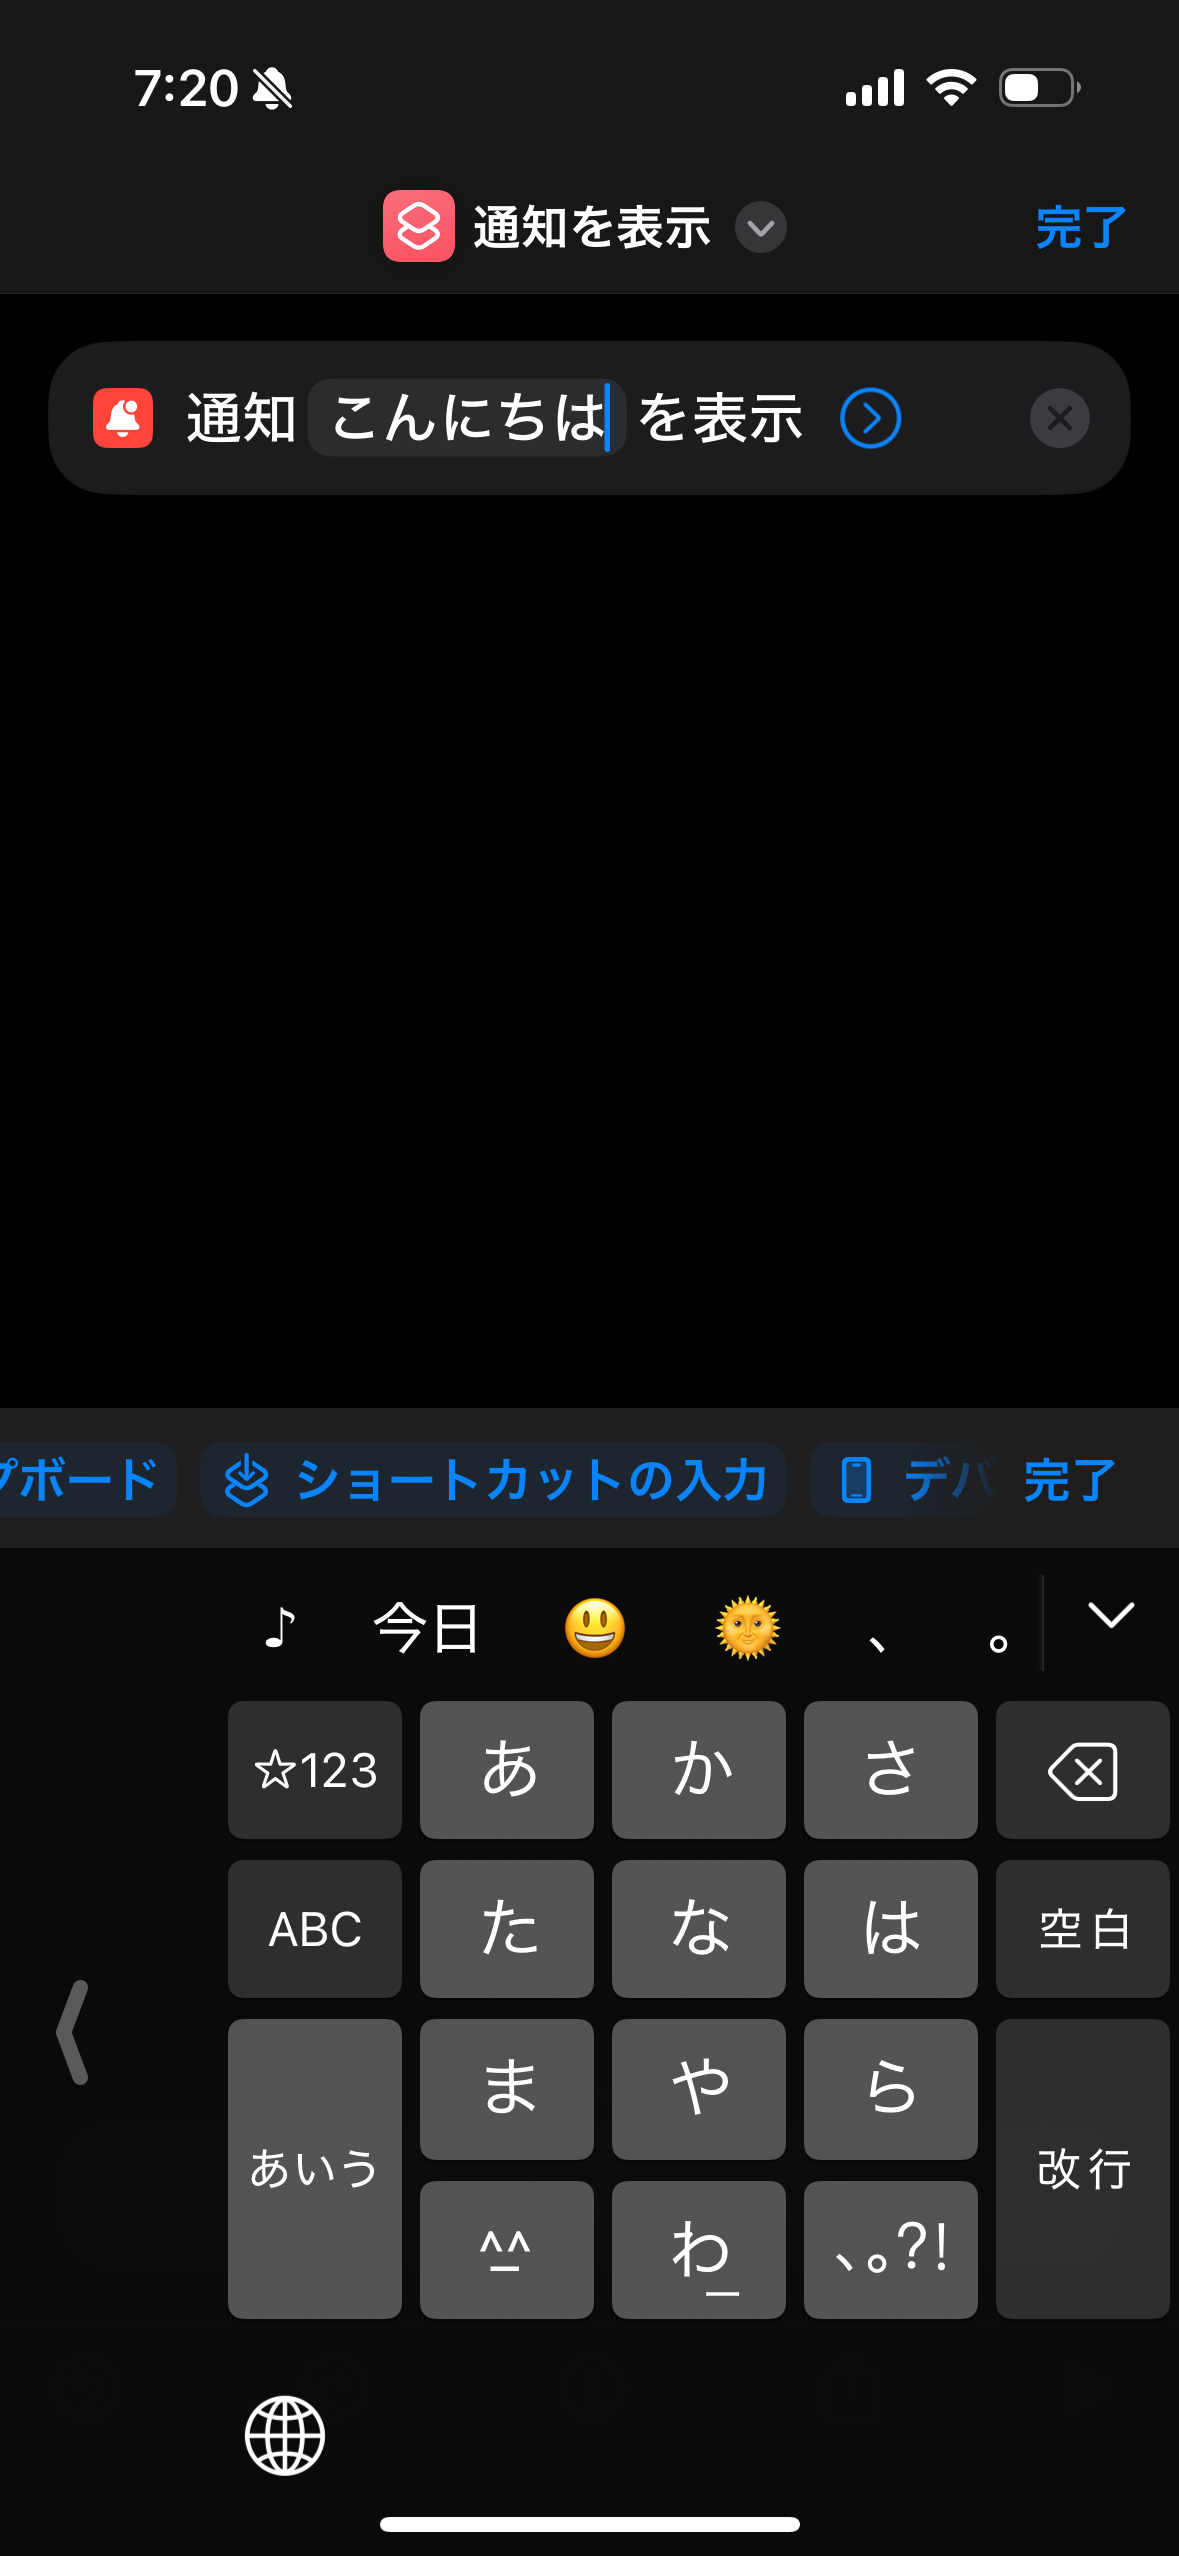 7:20
通知を表示
完了
通知 こんにちは を表示
プボード ショートカットの入力 デバ 完了
♪ 今日 😃 🌞 、 。
☆123 あ か さ
ABC た な は 空白
ま や ら
あいう 改行
^_^ わ_ 、。?!